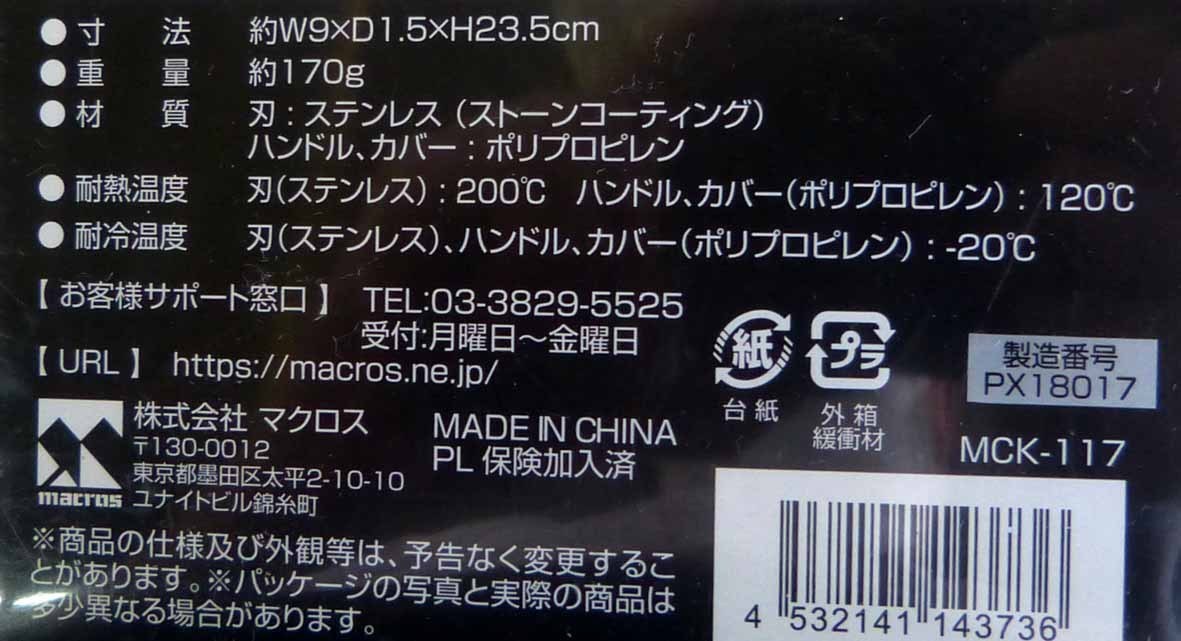 ● 寸法 約W9×D1.5×H23.5cm
● 重量 約170g
● 材質 刃：ステンレス（ストーンコーティング）
ハンドル、カバー：ポリプロピレン
● 耐熱温度 刃（ステンレス）：200℃ ハンドル、カバー（ポリプロピレン）：120℃
● 耐冷温度 刃（ステンレス）、ハンドル、カバー（ポリプロピレン）：-20℃
【 お客様サポート窓口 】 TEL:03-3829-5525
受付:月曜日～金曜日
【 URL 】 https://macros.ne.jp/
紙
台紙
プラ
外箱
緩衝材
製造番号
PX18017
MCK-117
macros
株式会社 マクロス
〒130-0012
東京都墨田区太平2-10-10
ユナイトビル錦糸町
MADE IN CHINA
PL 保険加入済
※商品の仕様及び外観等は、予告なく変更するこ
とがあります。※パッケージの写真と実際の商品は
多少異なる場合があります。
4 532141 143736